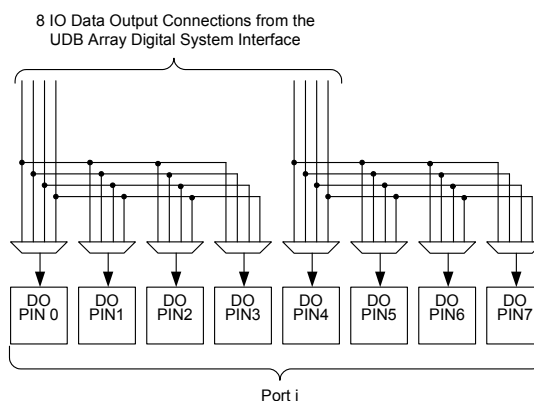 8 IO Data Output Connections from the
UDB Array Digital System Interface
DO
PIN 0
DO
PIN1
DO
PIN2
DO
PIN3
DO
PIN4
DO
PIN5
DO
PIN6
DO
PIN7
Port i